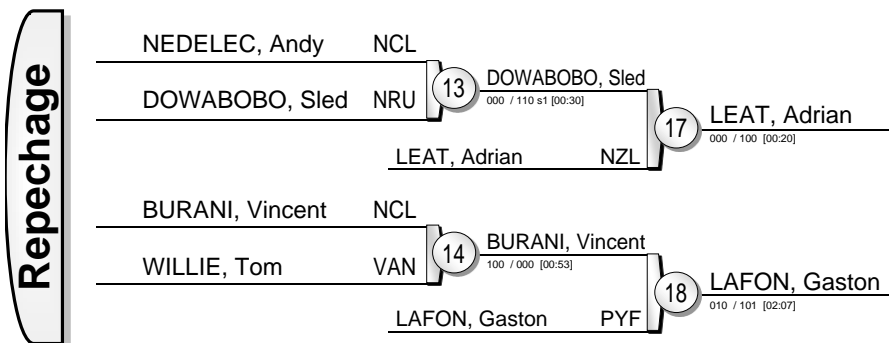 Repechage
NEDELEC, Andy NCL
DOWABOBO, Sled NRU
13
DOWABOBO, Sled
000 / 110 s1 [00:30]
LEAT, Adrian NZL
17
LEAT, Adrian
000 / 100 [00:20]
BURANI, Vincent NCL
WILLIE, Tom VAN
14
BURANI, Vincent
100 / 000 [00:53]
LAFON, Gaston PYF
18
LAFON, Gaston
010 / 101 [02:07]